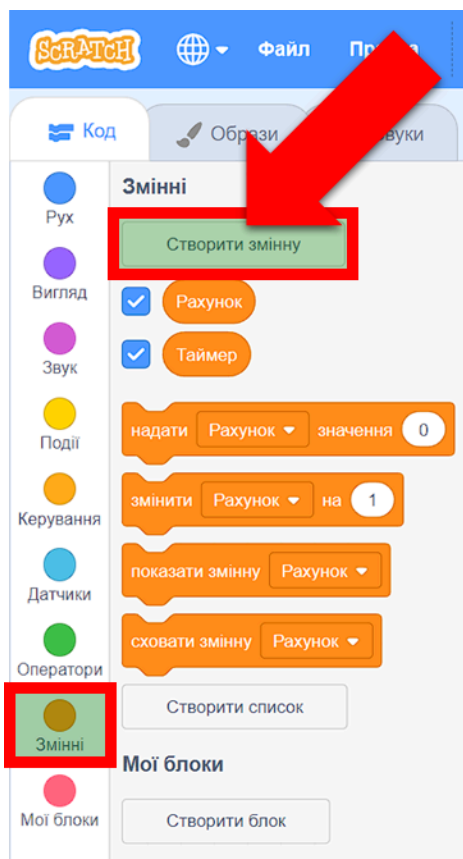 SCRATCH Файл
Код Образи вуки
Змінні
Рух
Створити змінну
Вигляд
Рахунок
Звук
Таймер
Події
надати Рахунок значення 0
Керування
змінити Рахунок на 1
Датчики
показати змінну Рахунок
Оператори
сховати змінну Рахунок
Змінні
Створити список
Мої блоки
Мої блоки
Створити блок